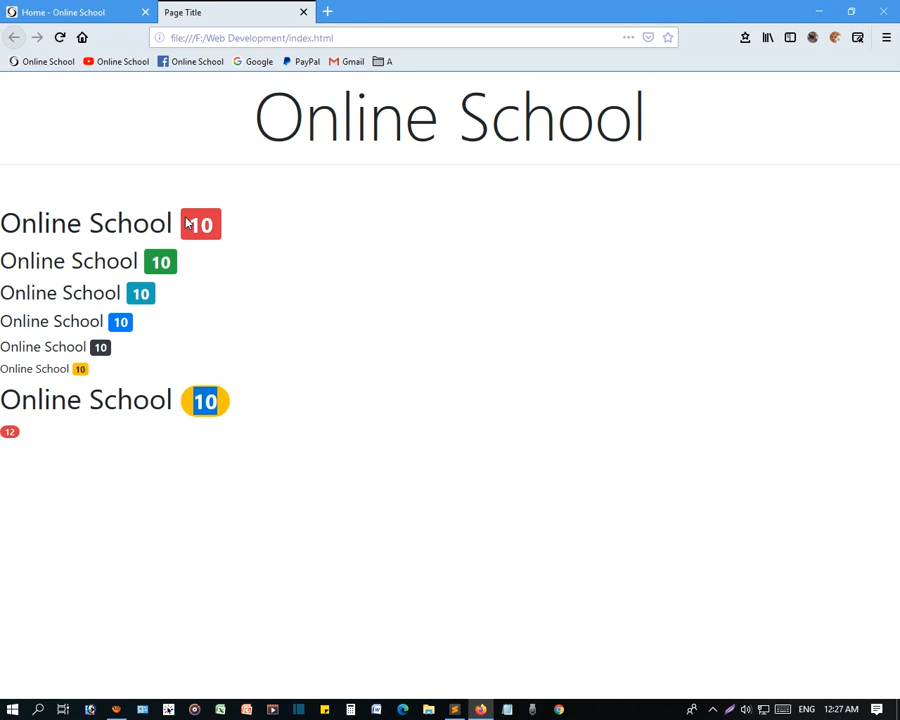 Home - Online School
Page Title
file:///F:/Web Development/index.html
Online School
Online School
Online School
Google
PayPal
Gmail
A
Online School
Online School 10
Online School 10
Online School 10
Online School 10
Online School 10
Online School 10
Online School 10
12
ENG
12:27 AM